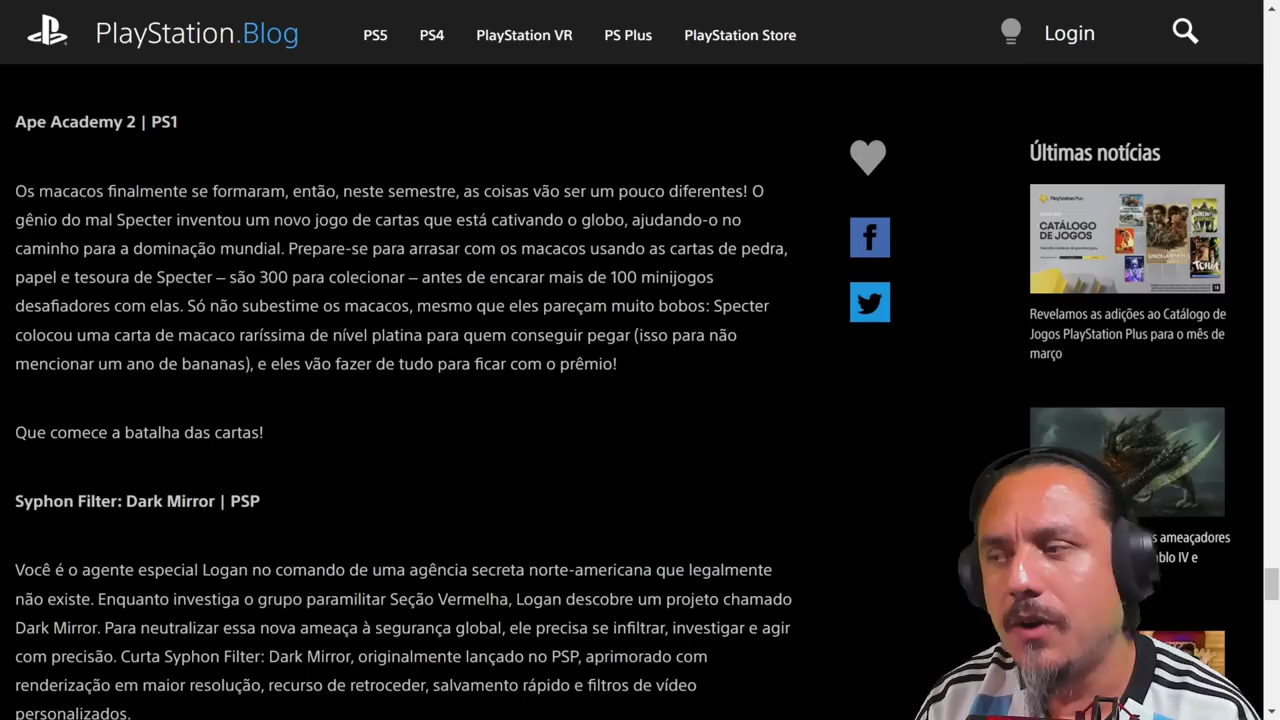 PlayStation.Blog
PS5
PS4
PlayStation VR
PS Plus
PlayStation Store
Login
Ape Academy 2 | PS1
Os macacos finalmente se formaram, então, neste semestre, as coisas vão ser um pouco diferentes! O
gênio do mal Specter inventou um novo jogo de cartas que está cativando o globo, ajudando-o no
caminho para a dominação mundial. Prepare-se para arrasar com os macacos usando as cartas de pedra,
papel e tesoura de Specter – são 300 para colecionar – antes de encarar mais de 100 minijogos
desafiadores com elas. Só não subestime os macacos, mesmo que eles pareçam muito bobos: Specter
colocou uma carta de macaco raríssima de nível platina para quem conseguir pegar (isso para não
mencionar um ano de bananas), e eles vão fazer de tudo para ficar com o prêmio!
Que comece a batalha das cartas!
Syphon Filter: Dark Mirror | PSP
Você é o agente especial Logan no comando de uma agência secreta norte-americana que legalmente
não existe. Enquanto investiga o grupo paramilitar Seção Vermelha, Logan descobre um projeto chamado
Dark Mirror. Para neutralizar essa nova ameaça à segurança global, ele precisa se infiltrar, investigar e agir
com precisão. Curta Syphon Filter: Dark Mirror, originalmente lançado no PSP, aprimorado com
renderização em maior resolução, recurso de retroceder, salvamento rápido e filtros de vídeo
personalizados.
Últimas notícias
PlayStation.Plus
CATÁLOGO
DE JOGOS
UNCHARTED
TCHIA
Revelamos as adições ao Catálogo de
Jogos PlayStation Plus para o mês de
março
s ameaçadores
blo IV e